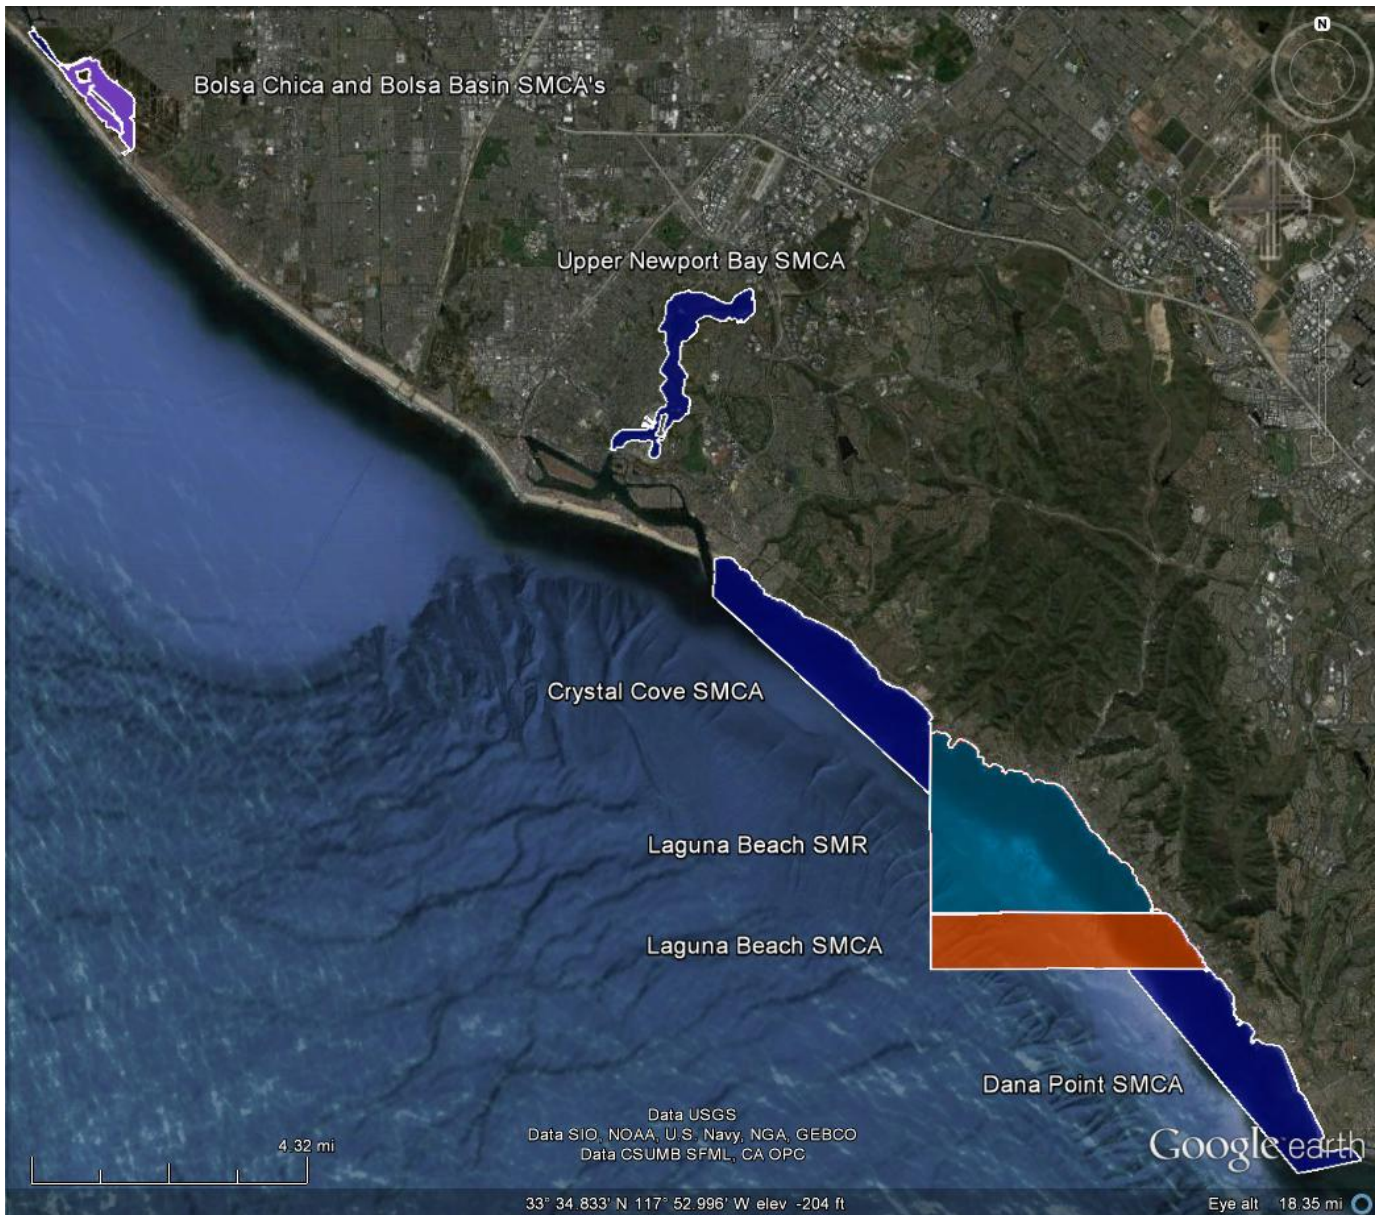 N
Bolsa Chica and Bolsa Basin SMCA's
Upper Newport Bay SMCA
Crystal Cove SMCA
Laguna Beach SMR
Laguna Beach SMCA
Dana Point SMCA
Data USGS
Data SIO, NOAA, U.S. Navy, NGA, GEBCO
Data CSUMB SFML, CA OPC
Google earth
4.32 mi
33° 34.833' N 117° 52.996' W elev -204 ft
Eye alt 18.35 mi